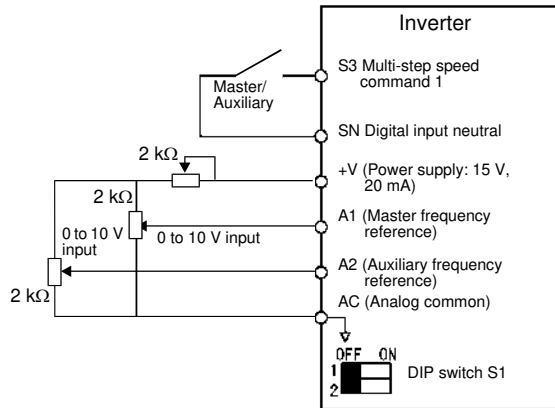 Inverter
S3 Multi-step speed
command 1
Master/
Auxiliary
SN Digital input neutral
2 kΩ
+V (Power supply: 15 V,
20 mA)
2 kΩ
A1 (Master frequency
reference)
0 to 10 V
input
0 to 10 V input
A2 (Auxiliary frequency
reference)
2 kΩ
AC (Analog common)
OFF ON
1
2
DIP switch S1